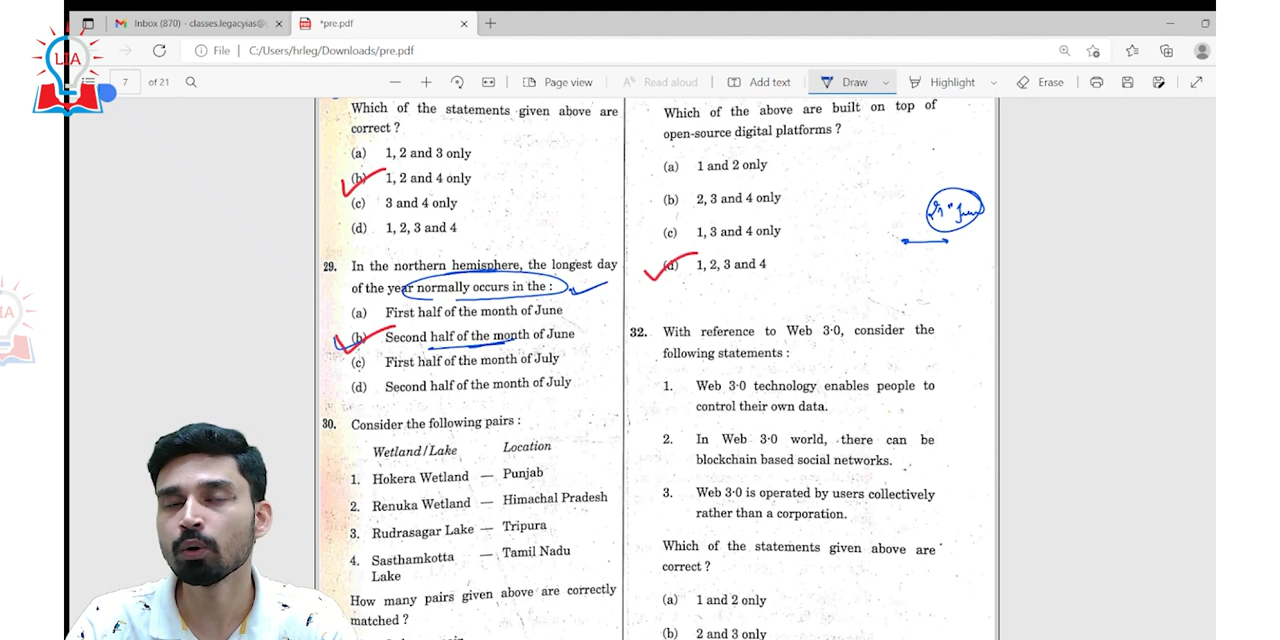 LIA
Inbox (870) - classes.legacyias@g
*pre.pdf
File
C:/Users/hrleg/Downloads/pre.pdf
7
of 21
Page view
Read aloud
Add text
Draw
Highlight
Erase
Which of the statements given above are
correct ?
(a) 1, 2 and 3 only
(b) 1, 2 and 4 only
(c) 3 and 4 only
(d) 1, 2, 3 and 4
29. In the northern hemisphere, the longest day
of the year normally occurs in the :
(a) First half of the month of June
(b) Second half of the month of June
(c) First half of the month of July
(d) Second half of the month of July
30. Consider the following pairs :
Wetland/Lake Location
1. Hokera Wetland — Punjab
2. Renuka Wetland — Himachal Pradesh
3. Rudrasagar Lake — Tripura
4. Sasthamkotta — Tamil Nadu
Lake
How many pairs given above are correctly
matched ?
Which of the above are built on top of
open-source digital platforms ?
(a) 1 and 2 only
(b) 2, 3 and 4 only
(c) 1, 3 and 4 only
(d) 1, 2, 3 and 4
32. With reference to Web 3·0, consider the
following statements :
1. Web 3·0 technology enables people to
control their own data.
2. In Web 3·0 world, there can be
blockchain based social networks.
3. Web 3·0 is operated by users collectively
rather than a corporation.
Which of the statements given above are
correct ?
(a) 1 and 2 only
(b) 2 and 3 only